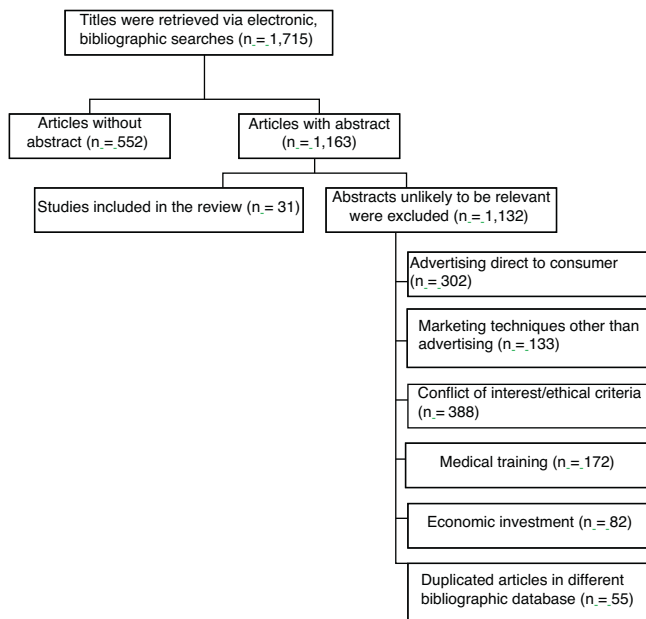 Titles were retrieved via electronic,
bibliographic searches (n = 1,715)
Articles without
abstract (n = 552)
Articles with abstract
(n = 1,163)
Studies included in the review (n = 31)
Abstracts unlikely to be relevant
were excluded (n = 1,132)
Advertising direct to consumer
(n = 302)
Marketing techniques other than
advertising (n = 133)
Conflict of interest/ethical criteria
(n = 388)
Medical training (n = 172)
Economic investment (n = 82)
Duplicated articles in different
bibliographic database (n = 55)